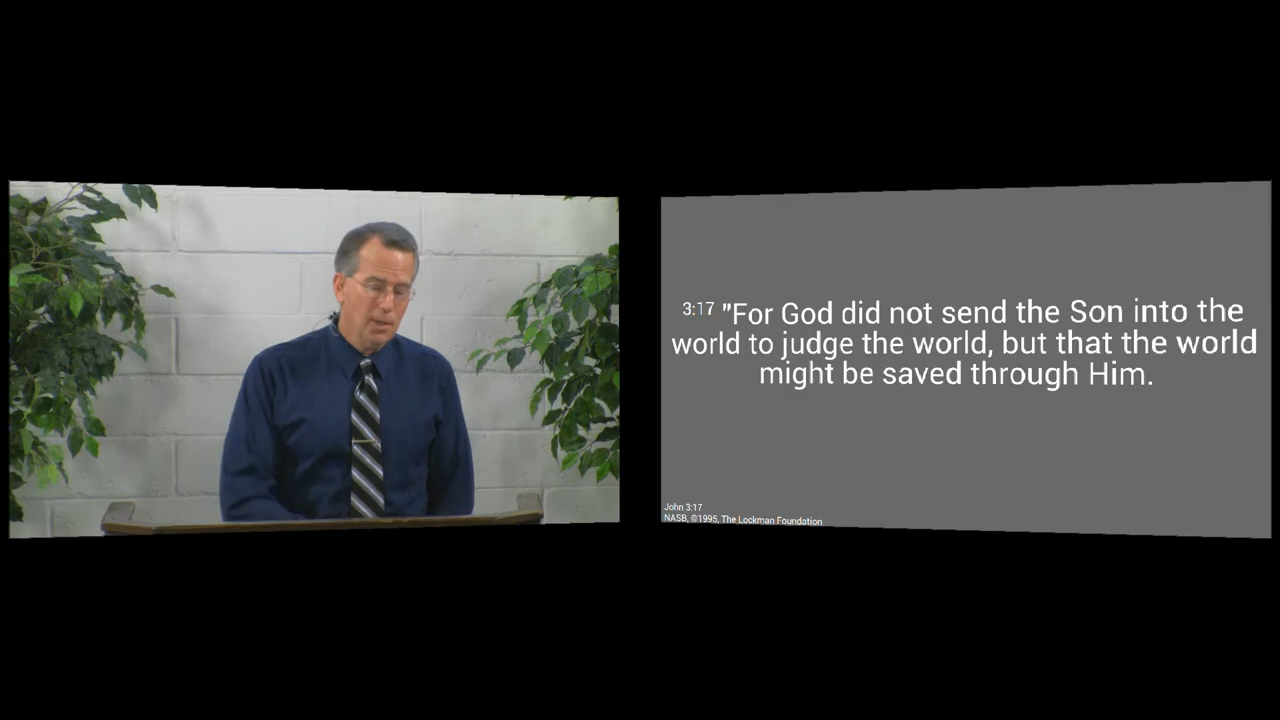 3:17 "For God did not send the Son into the
world to judge the world, but that the world
might be saved through Him.
John 3:17
NASB, ©1995, The Lockman Foundation